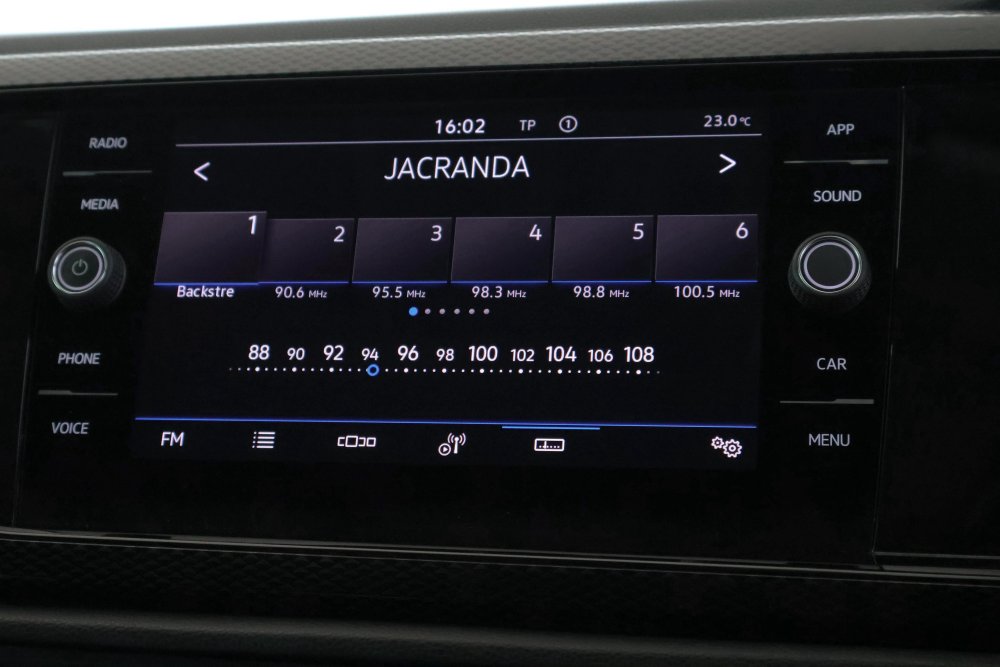 RADIO
MEDIA
PHONE
VOICE
16:02 TP 1 23.0 °C
< JACRANDA >
1 2 3 4 5 6
Backstre 90.6 MHz 95.5 MHz 98.3 MHz 98.8 MHz 100.5 MHz
88 90 92 94 96 98 100 102 104 106 108
FM
APP
SOUND
CAR
MENU